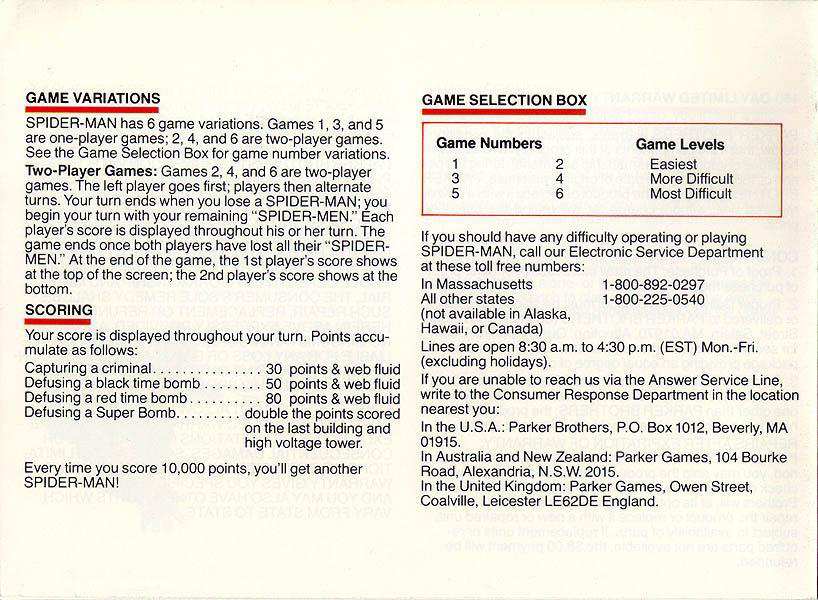 GAME VARIATIONS
SPIDER-MAN has 6 game variations. Games 1, 3, and 5
are one-player games; 2, 4, and 6 are two-player games.
See the Game Selection Box for game number variations.
Two-Player Games: Games 2, 4, and 6 are two-player
games. The left player goes first; players then alternate
turns. Your turn ends when you lose a SPIDER-MAN; you
begin your turn with your remaining "SPIDER-MEN." Each
player's score is displayed throughout his or her turn. The
game ends once both players have lost all their "SPIDER-
MEN." At the end of the game, the 1st player's score shows
at the top of the screen; the 2nd player's score shows at the
bottom.
SCORING
Your score is displayed throughout your turn. Points accu-
mulate as follows:
Capturing a criminal............... 30 points & web fluid
Defusing a black time bomb........ 50 points & web fluid
Defusing a red time bomb.......... 80 points & web fluid
Defusing a Super Bomb......... double the points scored
on the last building and
high voltage tower.
Every time you score 10,000 points, you'll get another
SPIDER-MAN!
GAME SELECTION BOX
Game Numbers Game Levels
1 2 Easiest
3 4 More Difficult
5 6 Most Difficult
If you should have any difficulty operating or playing
SPIDER-MAN, call our Electronic Service Department
at these toll free numbers:
In Massachusetts 1-800-892-0297
All other states 1-800-225-0540
(not available in Alaska,
Hawaii, or Canada)
Lines are open 8:30 a.m. to 4:30 p.m. (EST) Mon.-Fri.
(excluding holidays).
If you are unable to reach us via the Answer Service Line,
write to the Consumer Response Department in the location
nearest you:
In the U.S.A.: Parker Brothers, P.O. Box 1012, Beverly, MA
01915.
In Australia and New Zealand: Parker Games, 104 Bourke
Road, Alexandria, N.S.W. 2015.
In the United Kingdom: Parker Games, Owen Street,
Coalville, Leicester LE62DE England.